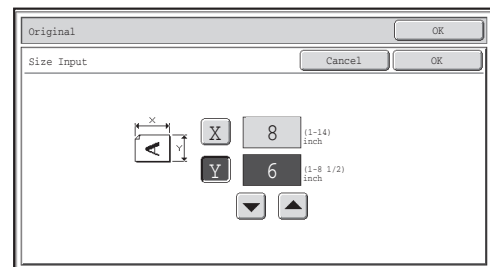 Original OK
Size Input Cancel OK
X
A Y
X 8 (1-14)
inch
Y 6 (1-8 1/2)
inch